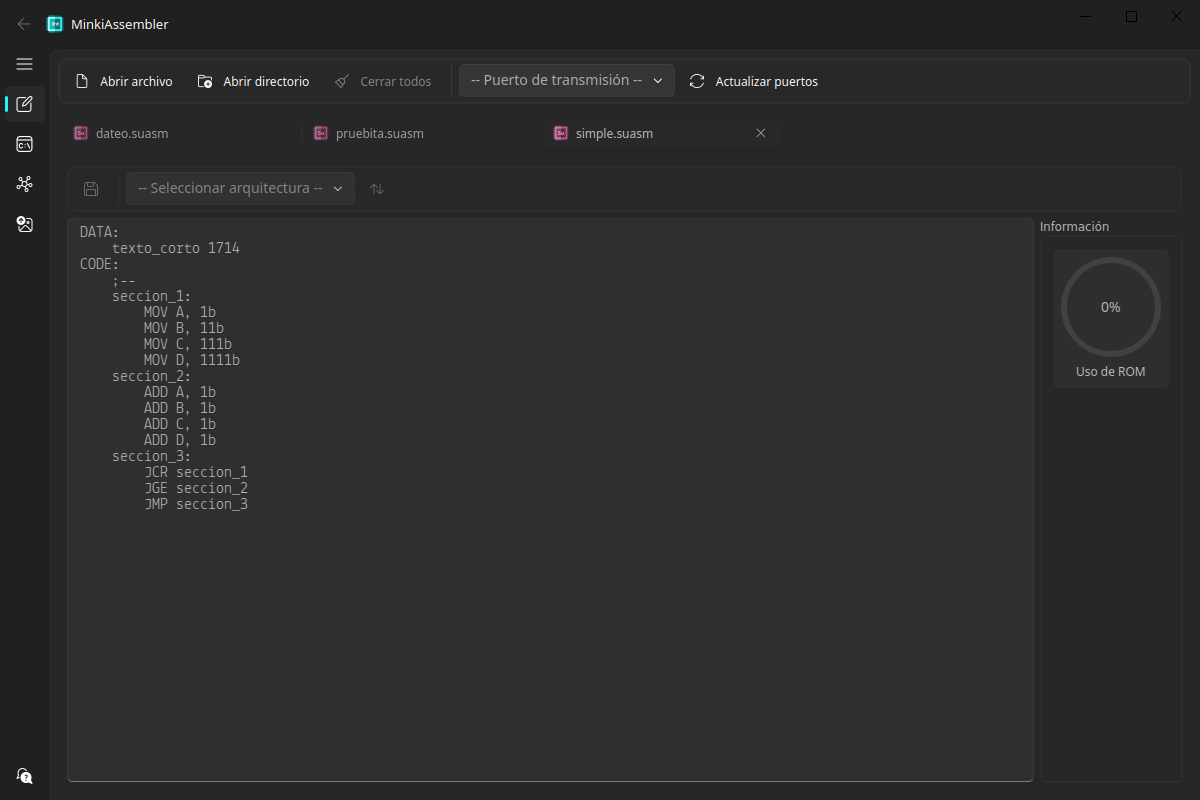 MinkiAssembler
Abrir archivo
Abrir directorio
Cerrar todos
-- Puerto de transmisión --
Actualizar puertos
dateo.suasm
pruebita.suasm
simple.suasm
-- Seleccionar arquitectura --
DATA:
    texto_corto 1714
CODE:
    ;--
    seccion_1:
        MOV A, 1b
        MOV B, 11b
        MOV C, 111b
        MOV D, 1111b
    seccion_2:
        ADD A, 1b
        ADD B, 1b
        ADD C, 1b
        ADD D, 1b
    seccion_3:
        JCR seccion_1
        JGE seccion_2
        JMP seccion_3
Información
0%
Uso de ROM